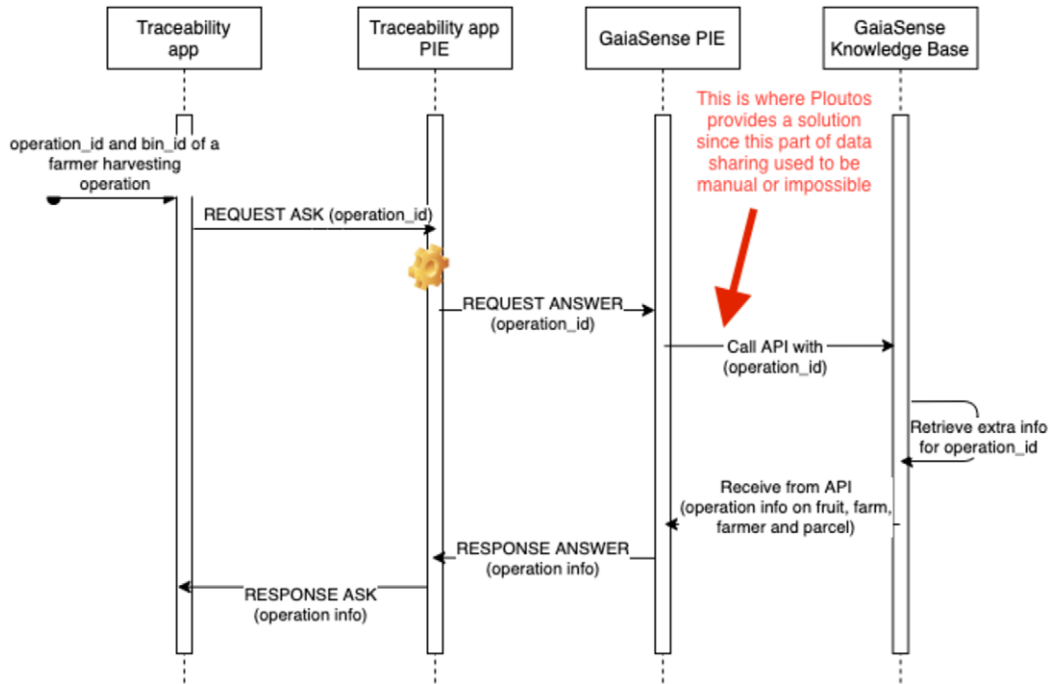 Traceability
app
Traceability app
PIE
GaiaSense PIE
GaiaSense
Knowledge Base
This is where Ploutos
provides a solution
since this part of data
sharing used to be
manual or impossible
operation_id and bin_id of a
farmer harvesting
operation
REQUEST ASK (operation_id)
REQUEST ANSWER
(operation_id)
Call API with
(operation_id)
Retrieve extra info
for operation_id
Receive from API
(operation info on fruit, farm,
farmer and parcel)
RESPONSE ANSWER
(operation info)
RESPONSE ASK
(operation info)